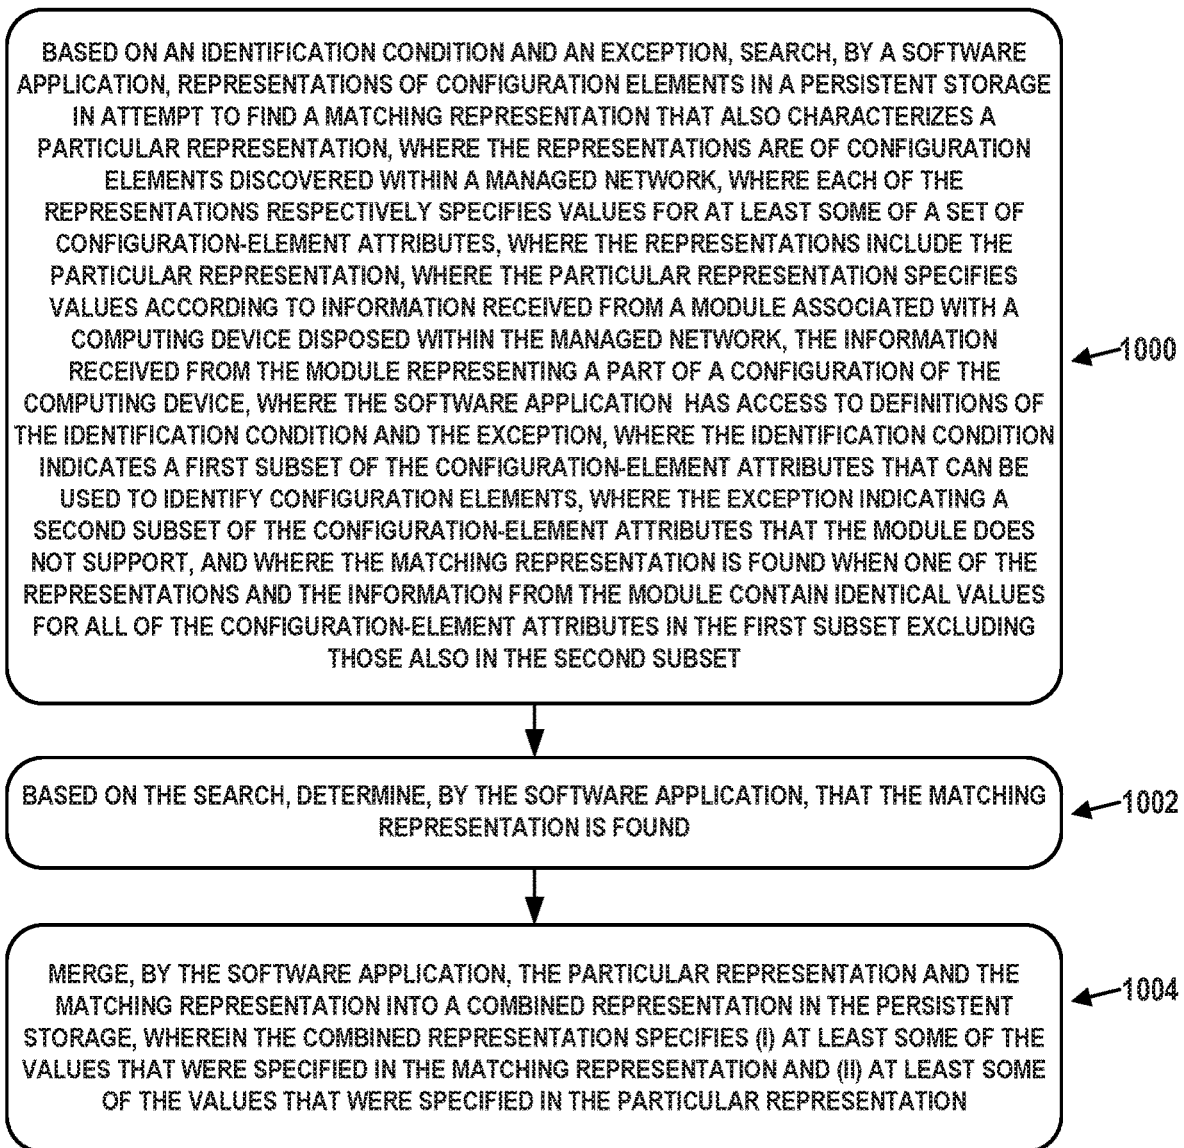 BASED ON AN IDENTIFICATION CONDITION AND AN EXCEPTION, SEARCH, BY A SOFTWARE
APPLICATION, REPRESENTATIONS OF CONFIGURATION ELEMENTS IN A PERSISTENT STORAGE
IN ATTEMPT TO FIND A MATCHING REPRESENTATION THAT ALSO CHARACTERIZES A
PARTICULAR REPRESENTATION, WHERE THE REPRESENTATIONS ARE OF CONFIGURATION
ELEMENTS DISCOVERED WITHIN A MANAGED NETWORK, WHERE EACH OF THE
REPRESENTATIONS RESPECTIVELY SPECIFIES VALUES FOR AT LEAST SOME OF A SET OF
CONFIGURATION-ELEMENT ATTRIBUTES, WHERE THE REPRESENTATIONS INCLUDE THE
PARTICULAR REPRESENTATION, WHERE THE PARTICULAR REPRESENTATION SPECIFIES
VALUES ACCORDING TO INFORMATION RECEIVED FROM A MODULE ASSOCIATED WITH A
COMPUTING DEVICE DISPOSED WITHIN THE MANAGED NETWORK, THE INFORMATION
RECEIVED FROM THE MODULE REPRESENTING A PART OF A CONFIGURATION OF THE
COMPUTING DEVICE, WHERE THE SOFTWARE APPLICATION HAS ACCESS TO DEFINITIONS OF
THE IDENTIFICATION CONDITION AND THE EXCEPTION, WHERE THE IDENTIFICATION CONDITION
INDICATES A FIRST SUBSET OF THE CONFIGURATION-ELEMENT ATTRIBUTES THAT CAN BE
USED TO IDENTIFY CONFIGURATION ELEMENTS, WHERE THE EXCEPTION INDICATING A
SECOND SUBSET OF THE CONFIGURATION-ELEMENT ATTRIBUTES THAT THE MODULE DOES
NOT SUPPORT, AND WHERE THE MATCHING REPRESENTATION IS FOUND WHEN ONE OF THE
REPRESENTATIONS AND THE INFORMATION FROM THE MODULE CONTAIN IDENTICAL VALUES
FOR ALL OF THE CONFIGURATION-ELEMENT ATTRIBUTES IN THE FIRST SUBSET EXCLUDING
THOSE ALSO IN THE SECOND SUBSET
1000
BASED ON THE SEARCH, DETERMINE, BY THE SOFTWARE APPLICATION, THAT THE MATCHING
REPRESENTATION IS FOUND
1002
MERGE, BY THE SOFTWARE APPLICATION, THE PARTICULAR REPRESENTATION AND THE
MATCHING REPRESENTATION INTO A COMBINED REPRESENTATION IN THE PERSISTENT
STORAGE, WHEREIN THE COMBINED REPRESENTATION SPECIFIES (I) AT LEAST SOME OF THE
VALUES THAT WERE SPECIFIED IN THE MATCHING REPRESENTATION AND (II) AT LEAST SOME
OF THE VALUES THAT WERE SPECIFIED IN THE PARTICULAR REPRESENTATION
1004